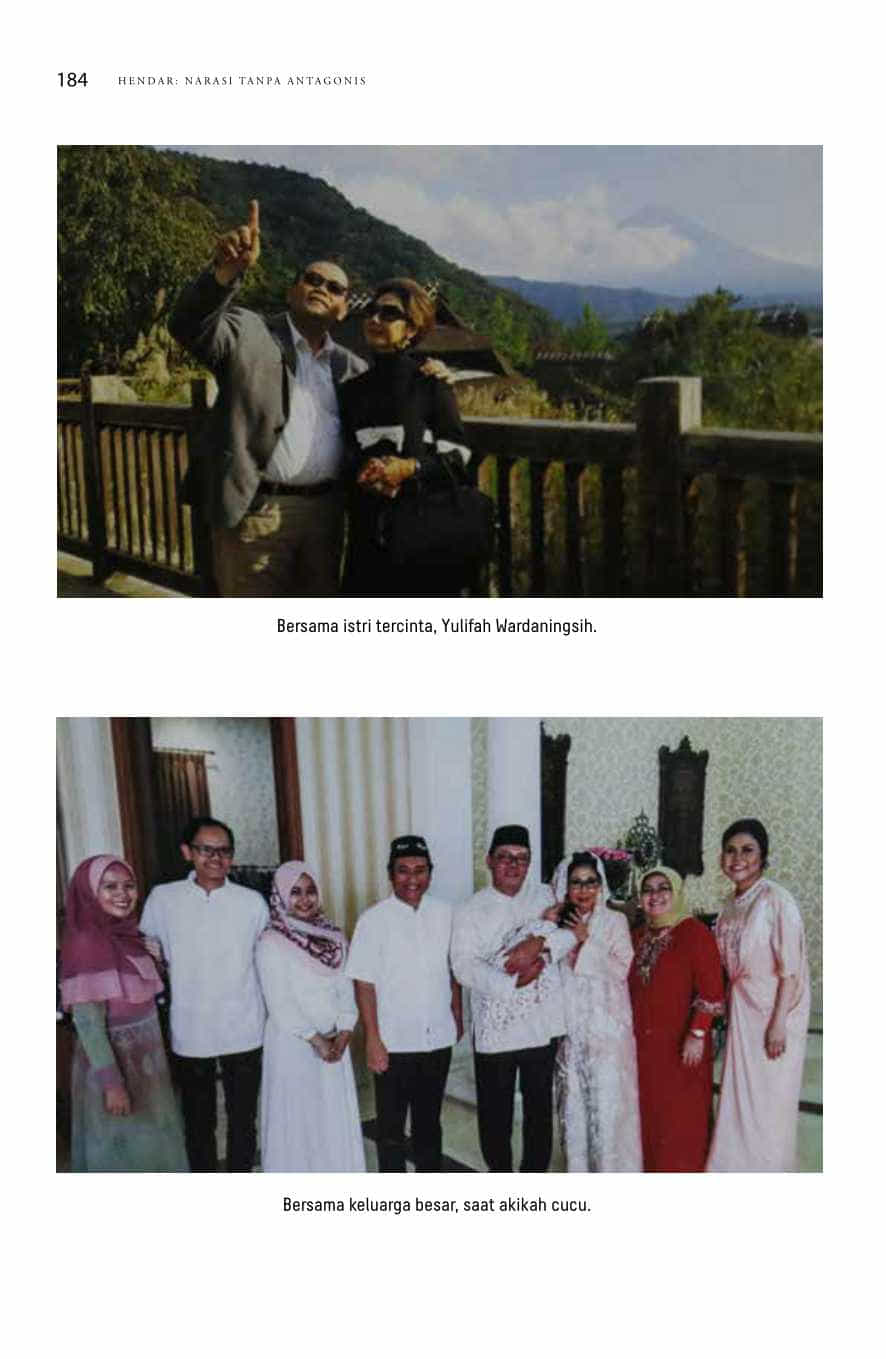 184 HENDAR: NARASI TANPA ANTAGONIS
Bersama istri tercinta, Yulifah Wardaningsih.
Bersama keluarga besar, saat akikah cucu.